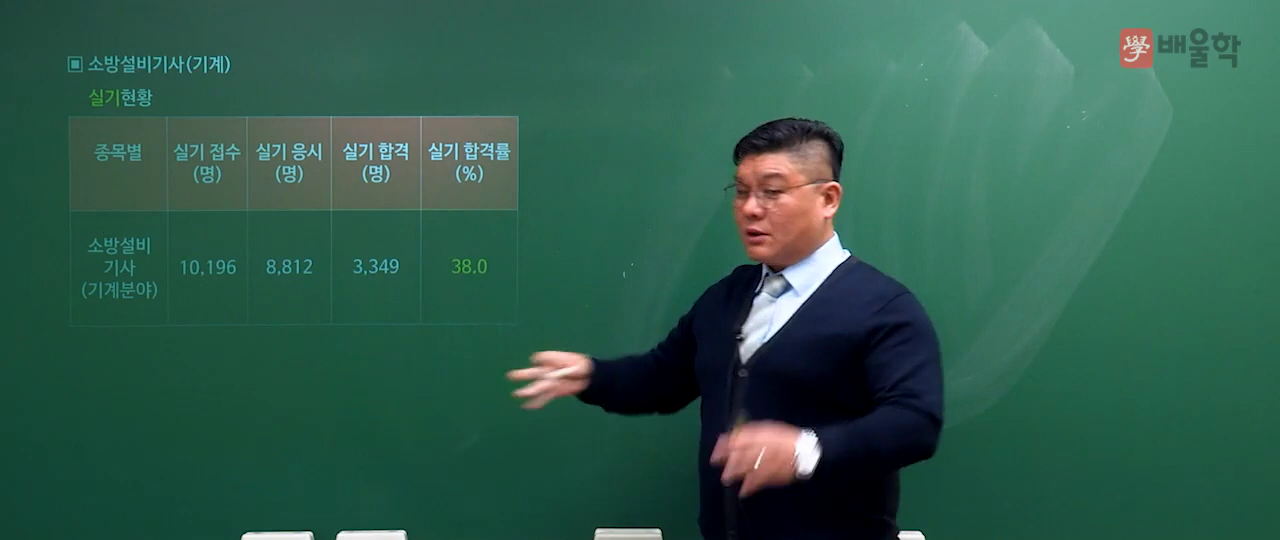 學 배울학
▣ 소방설비기사(기계)
실기현황
종목별 실기 접수 (명) 실기 응시 (명) 실기 합격 (명) 실기 합격률 (%)
소방설비 기사 (기계분야) 10,196 8,812 3,349 38.0